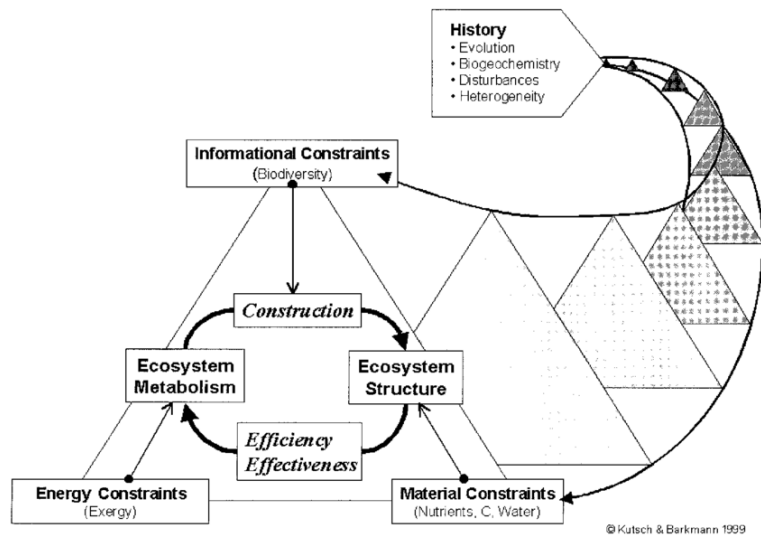 History
• Evolution
• Biogeochemistry
• Disturbances
• Heterogeneity
Informational Constraints
(Biodiversity)
Construction
Ecosystem
Metabolism
Ecosystem
Structure
Efficiency
Effectiveness
Energy Constraints
(Exergy)
Material Constraints
(Nutrients, C, Water)
© Kutsch & Barkmann 1999